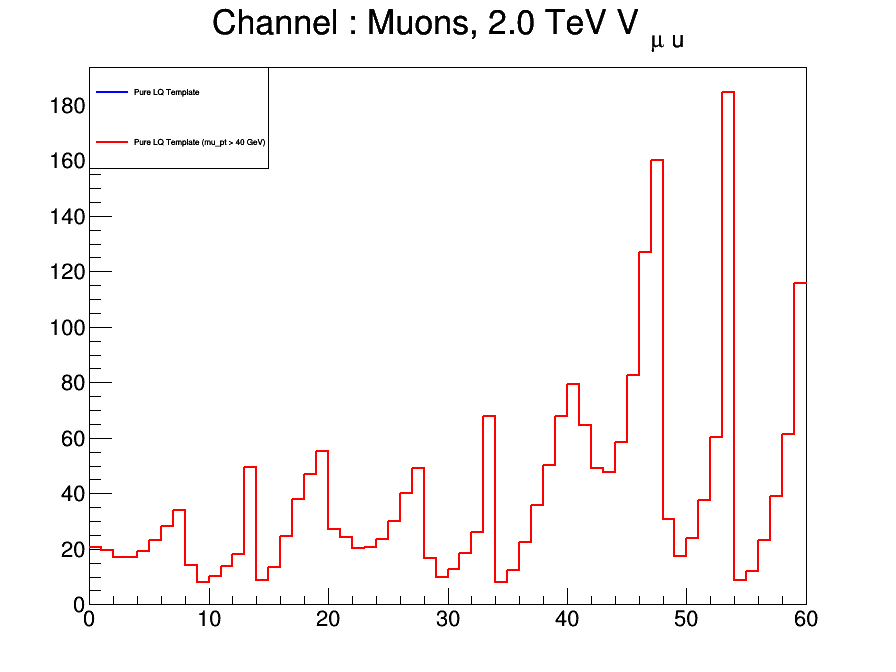 Channel : Muons, 2.0 TeV V μ u
Pure LQ Template
Pure LQ Template (mu_pt > 40 GeV)
180
160
140
120
100
80
60
40
20
0
0 10 20 30 40 50 60